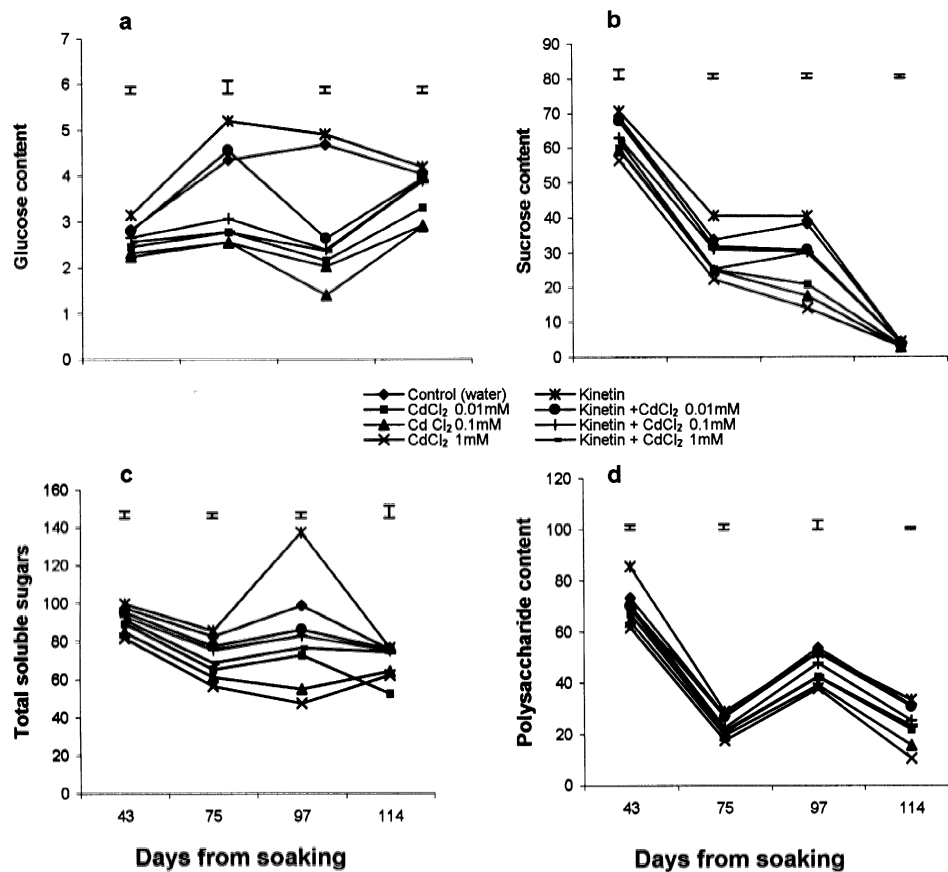 a
7
6
5
4
3
2
1
0
Glucose content
b
90
80
70
60
50
40
30
20
10
0
Sucrose content
Control (water)
CdCl₂ 0.01mM
Cd Cl₂ 0.1mM
CdCl₂ 1mM
Kinetin
Kinetin +CdCl₂ 0.01mM
Kinetin + CdCl₂ 0.1mM
Kinetin + CdCl₂ 1mM
c
160
140
120
100
80
60
40
20
0
Total soluble sugars
43 75 97 114
Days from soaking
d
120
100
80
60
40
20
0
Polysaccharide content
43 75 97 114
Days from soaking